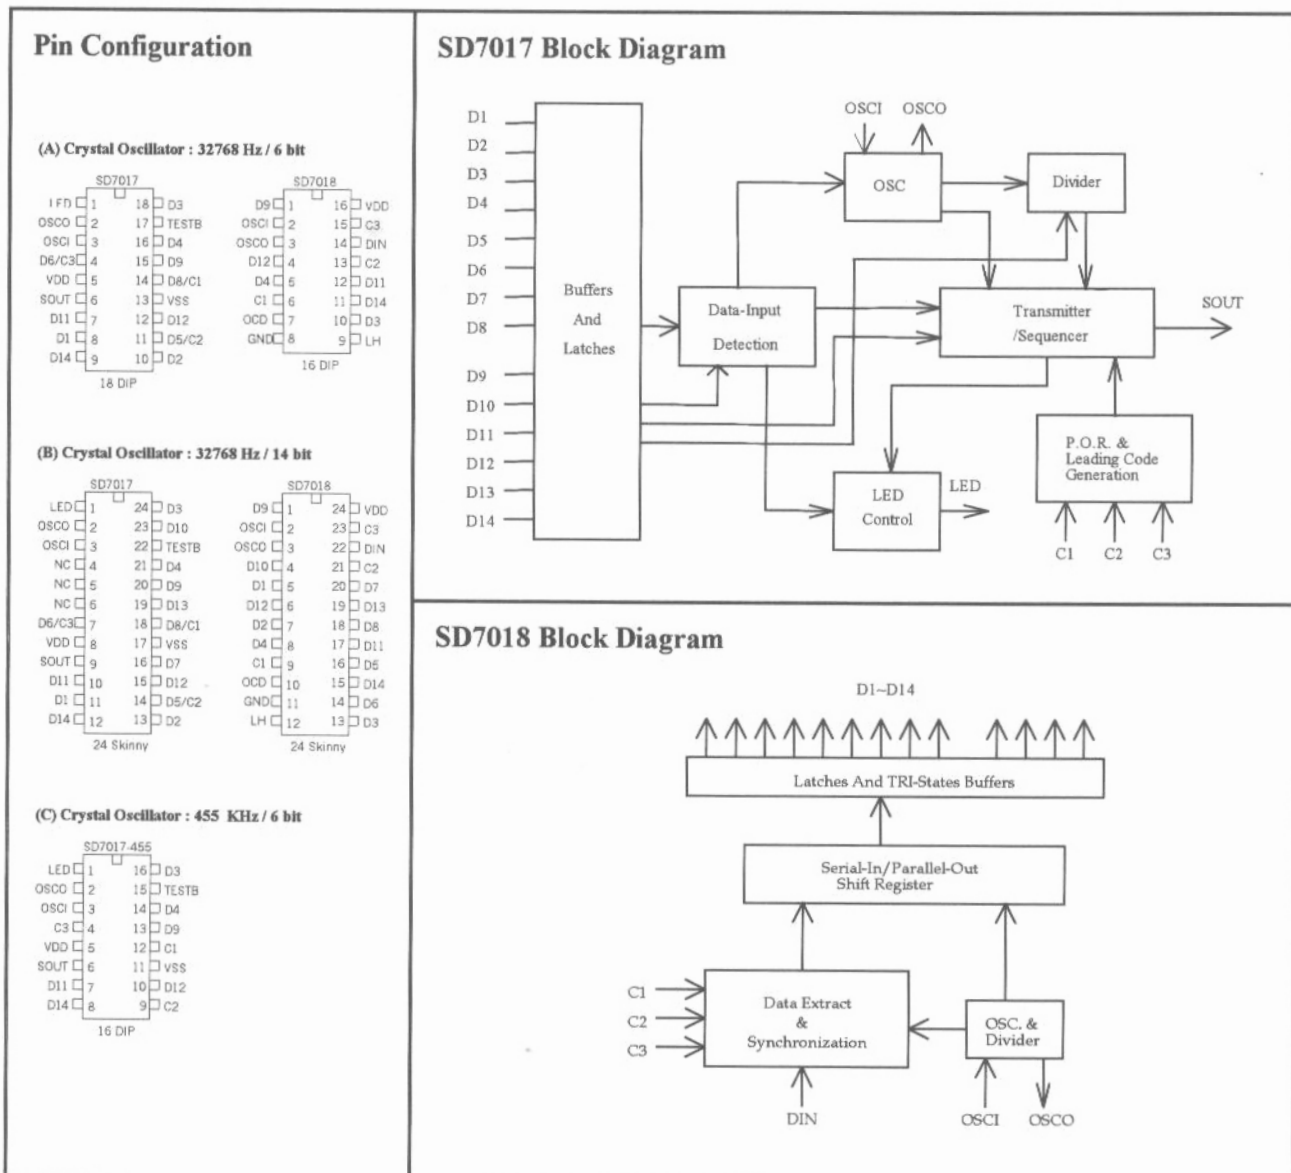 Pin Configuration
(A) Crystal Oscillator : 32768 Hz / 6 bit
SD7017
LED 1 18 D3
OSCO 2 17 TESTB
OSCI 3 16 D4
D6/C3 4 15 D9
VDD 5 14 D8/C1
SOUT 6 13 VSS
D11 7 12 D12
D1 8 11 D5/C2
D14 9 10 D2
18 DIP
SD7018
D9 1 16 VDD
OSCI 2 15 C3
OSCO 3 14 DIN
D12 4 13 C2
D4 5 12 D11
C1 6 11 D14
OCD 7 10 D3
GND 8 9 LH
16 DIP
(B) Crystal Oscillator : 32768 Hz / 14 bit
SD7017
LED 1 24 D3
OSCO 2 23 D10
OSCI 3 22 TESTB
NC 4 21 D4
NC 5 20 D9
NC 6 19 D13
D6/C3 7 18 D8/C1
VDD 8 17 VSS
SOUT 9 16 D7
D11 10 15 D12
D1 11 14 D5/C2
D14 12 13 D2
24 Skinny
SD7018
D9 1 24 VDD
OSCI 2 23 C3
OSCO 3 22 DIN
D10 4 21 C2
D1 5 20 D7
D12 6 19 D13
D2 7 18 D8
D4 8 17 D11
C1 9 16 D5
OCD 10 15 D14
GND 11 14 D6
LH 12 13 D3
24 Skinny
(C) Crystal Oscillator : 455 KHz / 6 bit
SD7017-455
LED 1 16 D3
OSCO 2 15 TESTB
OSCI 3 14 D4
C3 4 13 D9
VDD 5 12 C1
SOUT 6 11 VSS
D11 7 10 D12
D14 8 9 C2
16 DIP
SD7017 Block Diagram
D1
D2
D3
D4
D5
D6
D7
D8
D9
D10
D11
D12
D13
D14
Buffers
And
Latches
Data-Input
Detection
OSCI OSCO
OSC
Divider
Transmitter
/Sequencer
SOUT
P.O.R. &
Leading Code
Generation
C1 C2 C3
LED
Control
LED
SD7018 Block Diagram
D1~D14
Latches And TRI-States Buffers
Serial-In/Parallel-Out
Shift Register
C1
C2
C3
Data Extract
&
Synchronization
OSC. &
Divider
DIN
OSCI
OSCO